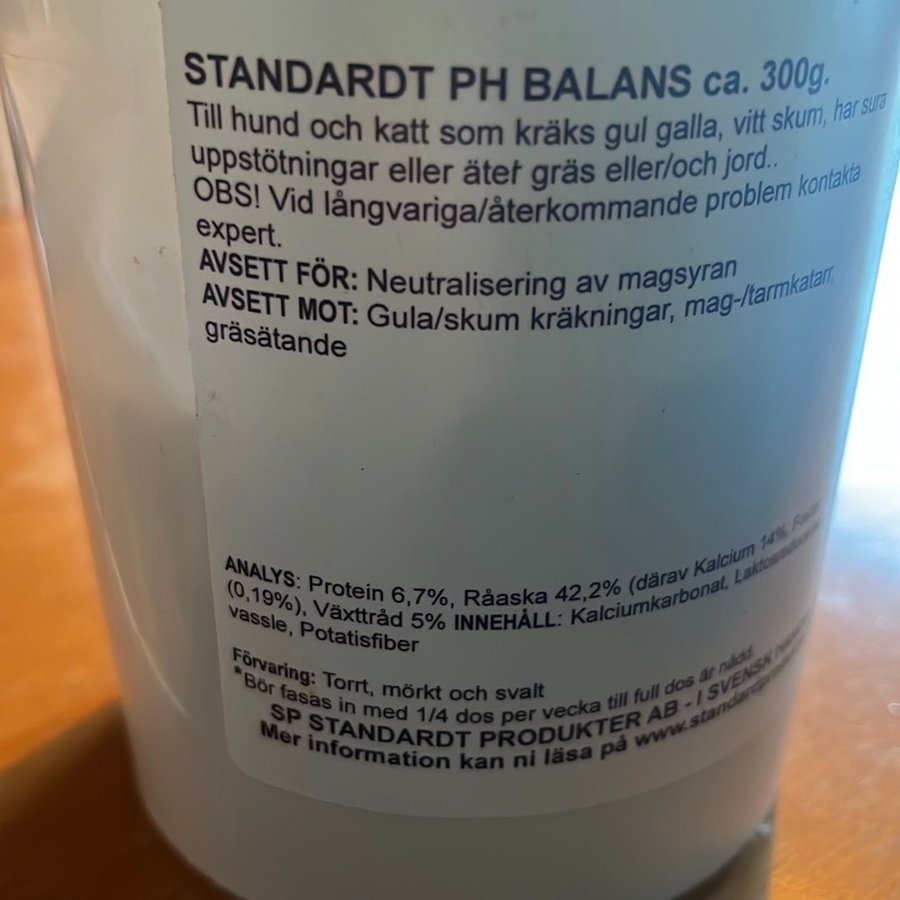 STANDARDT PH BALANS ca. 300g.
Till hund och katt som kräks gul galla, vitt skum, har sura
uppstötningar eller äter gräs eller/och jord..
OBS! Vid långvariga/återkommande problem kontakta
expert.
AVSETT FÖR: Neutralisering av magsyran
AVSETT MOT: Gula/skum kräkningar, mag-/tarmkatarr,
gräsätande
ANALYS: Protein 6,7%, Råaska 42,2% (därav Kalcium 14%,
(0,19%), Växttråd 5% INNEHÅLL: Kalciumkarbonat,
vassle, Potatisfiber
Förvaring: Torrt, mörkt och svalt
*Bör fasas in med 1/4 dos per vecka till full dos är nådd.
SP STANDARDT PRODUKTER AB - I SVENSK
Mer information kan ni läsa på